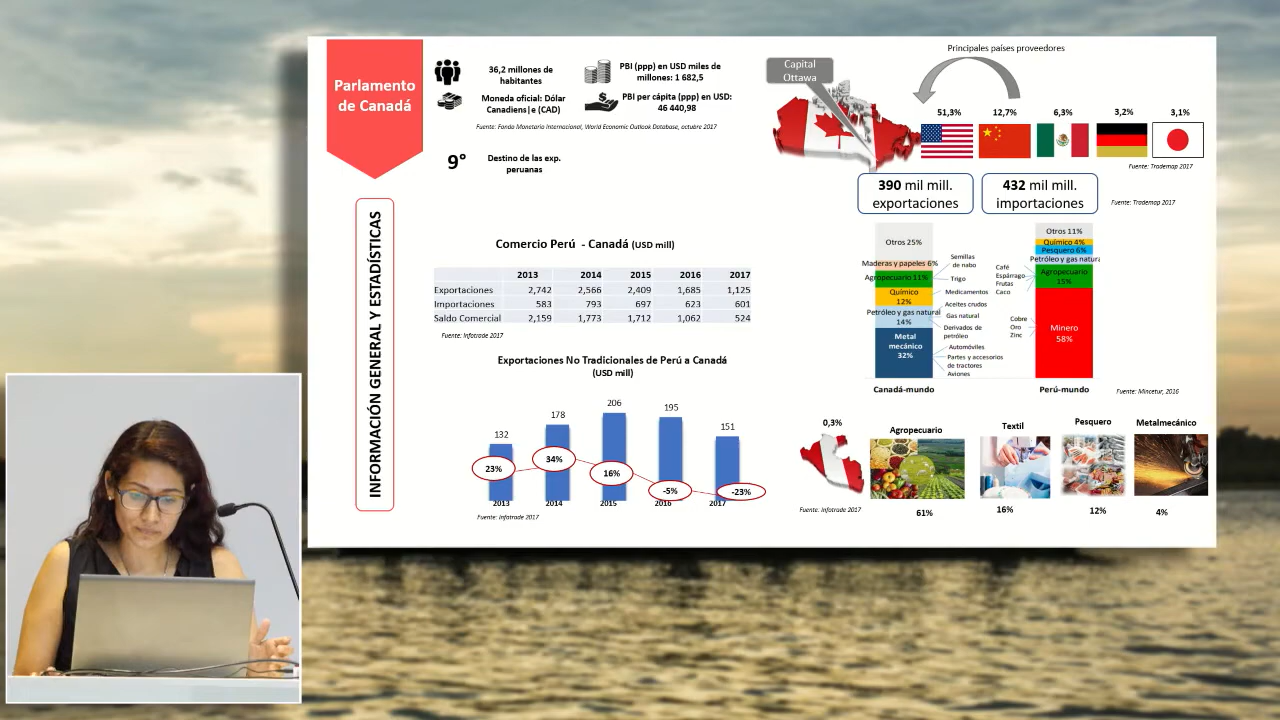 Parlamento
de Canadá
36,2 millones de
habitantes
PBI (ppp) en USD miles de
millones: 1 682,5
Moneda oficial: Dólar
Canadiens|e (CAD)
PBI per cápita (ppp) en USD:
46 440,98
Fuente: Fondo Monetario Internacional, World Economic Outlook Database, octubre 2017
9°
Destino de las exp.
peruanas
INFORMACIÓN GENERAL Y ESTADÍSTICAS
Comercio Perú - Canadá (USD mill)
2013 2014 2015 2016 2017
Exportaciones 2,742 2,566 2,409 1,685 1,125
Importaciones 583 793 697 623 601
Saldo Comercial 2,159 1,773 1,712 1,062 524
Fuente: Infotrade 2017
Exportaciones No Tradicionales de Perú a Canadá
(USD mill)
132 178 206 195 151
23% 34% 16% -5% -23%
2013 2014 2015 2016 2017
Fuente: Infotrade 2017
Principales países proveedores
Capital
Ottawa
51,3% 12,7% 6,3% 3,2% 3,1%
Fuente: Trademap 2017
390 mil mill.
exportaciones
432 mil mill.
importaciones
Fuente: Trademap 2017
Otros 25%
Maderas y papeles 6%
Agropecuario 11%
Químico
12%
Petróleo y gas natural
14%
Metal
mecánico
32%
Canadá-mundo
Semillas
de nabo
Trigo
Medicamentos
Aceites crudos
Gas natural
Derivados de
petróleo
Automóviles
Partes y accesorios
de tractores
Aviones
Café
Espárrago
Frutas
Caco
Cobre
Oro
Zinc
Otros 11%
Químico 4%
Pesquero 6%
Petróleo y gas natura
Agropecuario
15%
Minero
58%
Perú-mundo
Fuente: Mincetur, 2016
0,3%
Fuente: Infotrade 2017
Agropecuario Textil Pesquero Metalmecánico
61% 16% 12% 4%